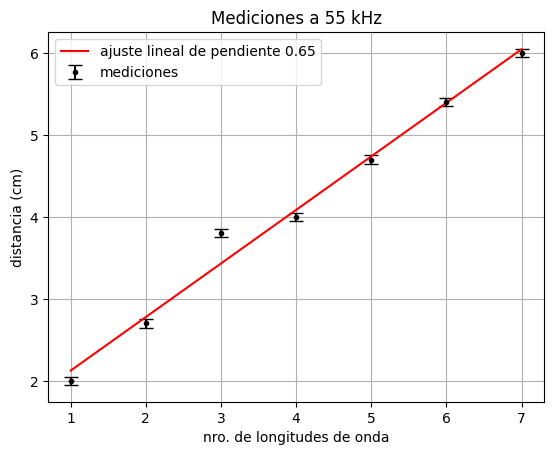 Mediciones a 55 kHz
ajuste lineal de pendiente 0.65
mediciones
distancia (cm)
6
5
4
3
2
1 2 3 4 5 6 7
nro. de longitudes de onda